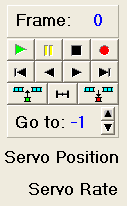 Frame: 0
Go to: -1
Servo Position
Servo Rate